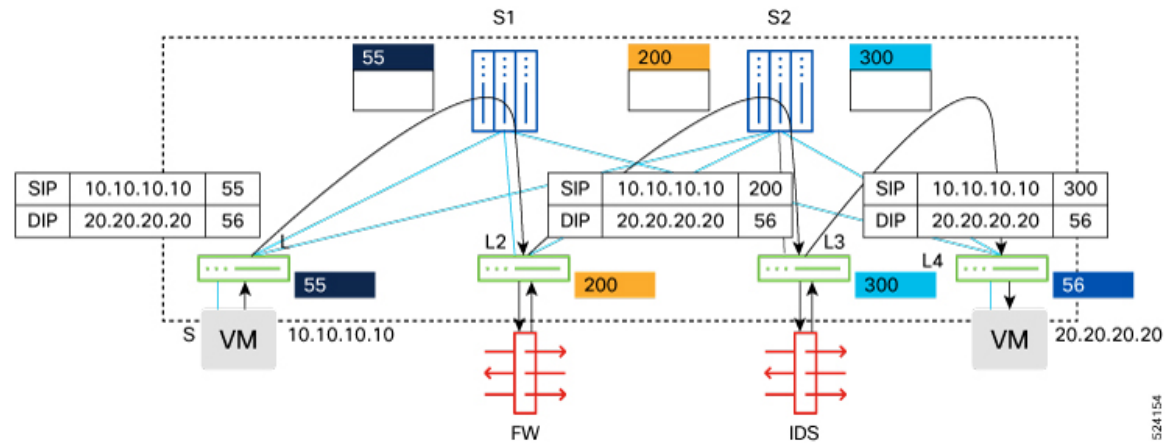 S1
S2
55
200
300
SIP 10.10.10.10 55
DIP 20.20.20.20 56
SIP 10.10.10.10 200
DIP 20.20.20.20 56
SIP 10.10.10.10 300
DIP 20.20.20.20 56
L
L2
L3
L4
55
200
300
56
S
VM
10.10.10.10
VM
20.20.20.20
FW
IDS
524154